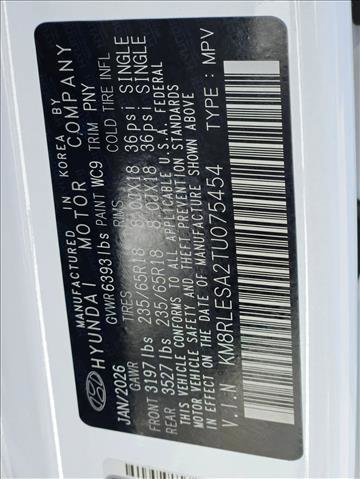 MANUFACTURED IN KOREA BY
HYUNDAI MOTOR COMPANY
JAN/2026 GVWR 6393 lbs PAINT WC9 TRIM PNY
GAWR TIRES RIMS COLD TIRE INFL
FRONT 3197 lbs 235/65R18 8.0JX18 36psi SINGLE
REAR 3527 lbs 235/65R18 8.0JX18 36psi SINGLE
THIS VEHICLE CONFORMS TO ALL APPLICABLE U.S.A. FEDERAL
MOTOR VEHICLE SAFETY AND THEFT PREVENTION STANDARDS
IN EFFECT ON THE DATE OF MANUFACTURE SHOWN ABOVE
V.I.N KM8RLESA2TU075454 TYPE: MPV